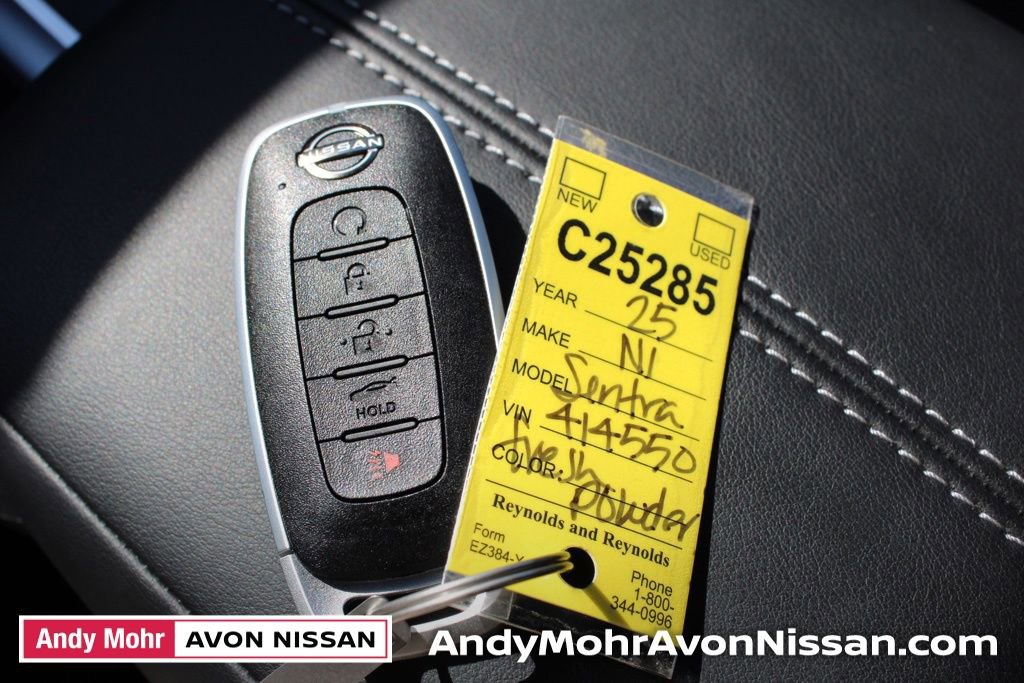 NISSAN
HOLD
NEW
USED
C25285
YEAR 25
MAKE NI
MODEL Sentra
VIN 414550
COLOR: fresh
powder
Reynolds and Reynolds
Form
EZ384-Y
Phone
1-800-
344-0996
Andy Mohr AVON NISSAN
AndyMohrAvonNissan.com